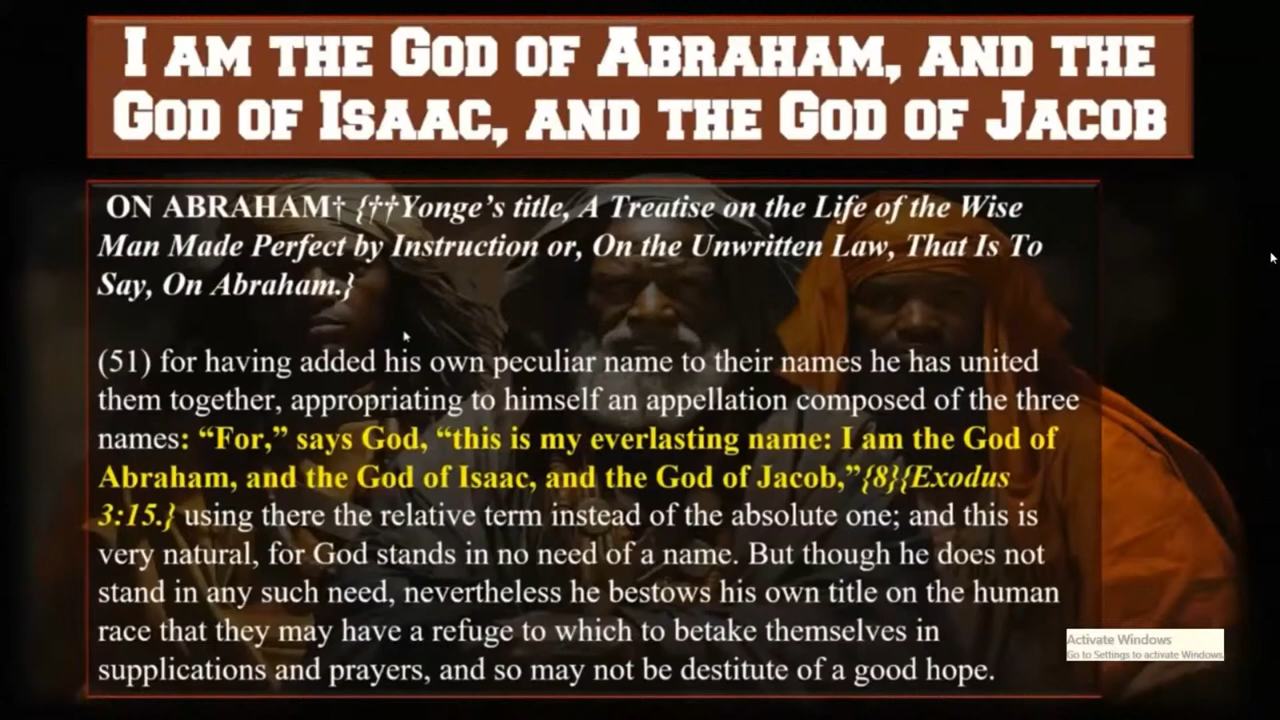 I AM THE GOD OF ABRAHAM, AND THE
GOD OF ISAAC, AND THE GOD OF JACOB
ON ABRAHAM† {††Yonge’s title, A Treatise on the Life of the Wise
Man Made Perfect by Instruction or, On the Unwritten Law, That Is To
Say, On Abraham.}
(51) for having added his own peculiar name to their names he has united
them together, appropriating to himself an appellation composed of the three
names: “For,” says God, “this is my everlasting name: I am the God of
Abraham, and the God of Isaac, and the God of Jacob,”{8}{Exodus
3:15.} using there the relative term instead of the absolute one; and this is
very natural, for God stands in no need of a name. But though he does not
stand in any such need, nevertheless he bestows his own title on the human
race that they may have a refuge to which to betake themselves in
supplications and prayers, and so may not be destitute of a good hope.
Activate Windows
Go to Settings to activate Windows.